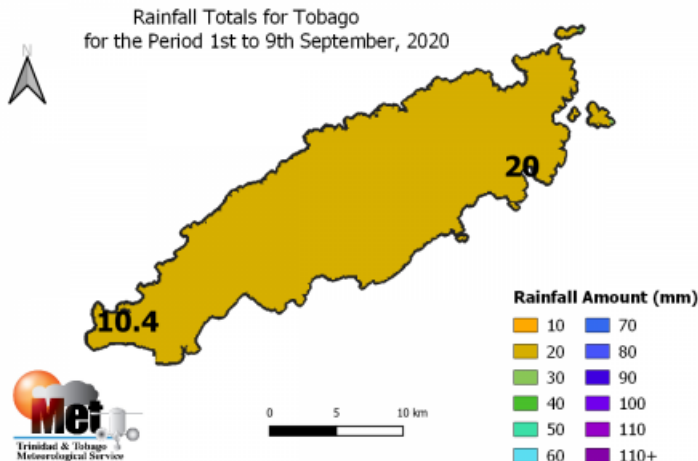 Rainfall Totals for Tobago
for the Period 1st to 9th September, 2020
N
20
10.4
Rainfall Amount (mm)
10 70
20 80
30 90
40 100
50 110
60 110+
0 5 10 km
Met
Trinidad & Tobago
Meteorological Service